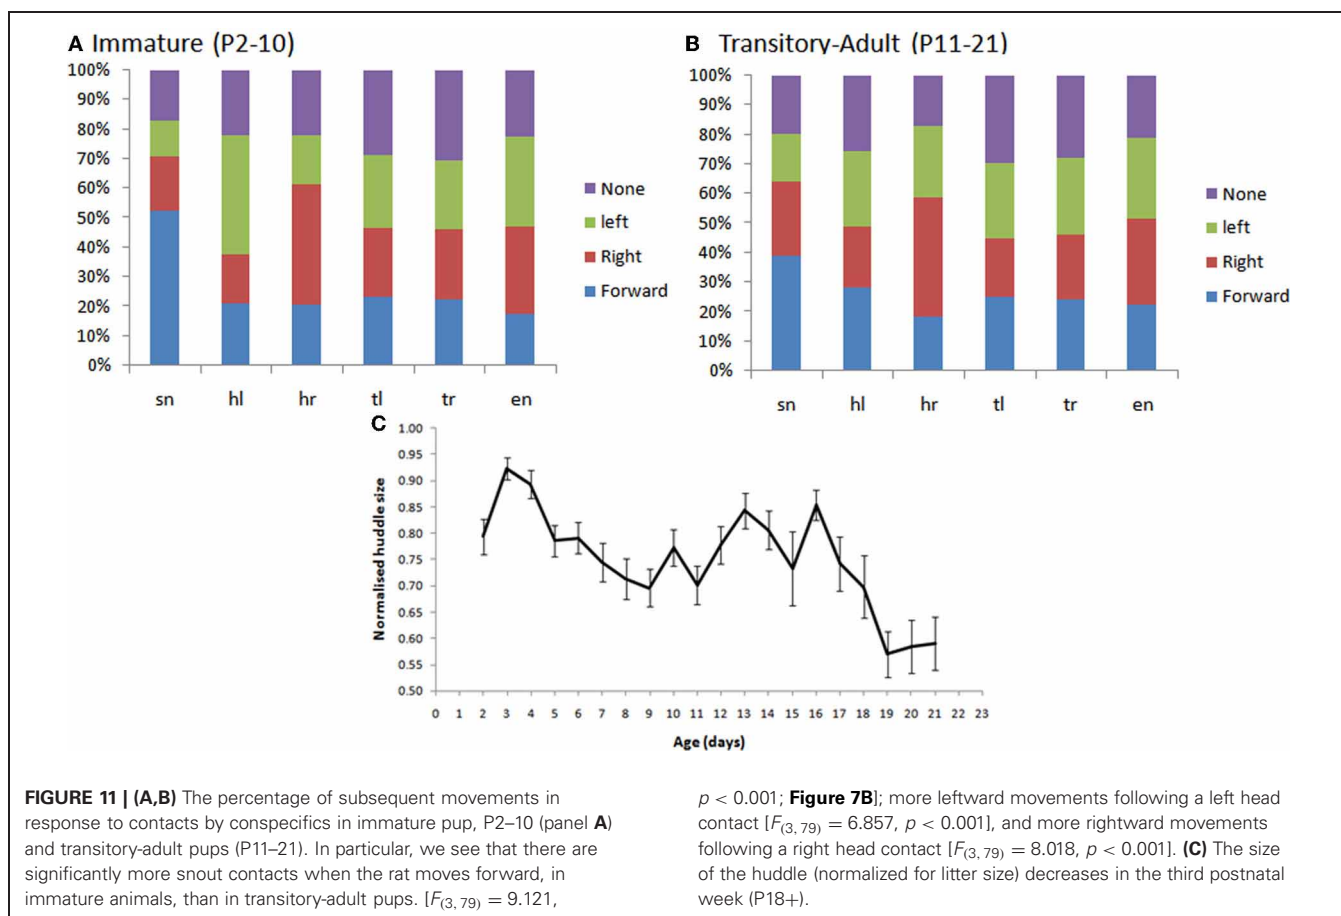 A Immature (P2-10)
100%
90%
80%
70%
60%
50%
40%
30%
20%
10%
0%
sn hl hr tl tr en
None
left
Right
Forward
B Transitory-Adult (P11-21)
100%
90%
80%
70%
60%
50%
40%
30%
20%
10%
0%
sn hl hr tl tr en
None
left
Right
Forward
C
Normalised huddle size
1.00
0.95
0.90
0.85
0.80
0.75
0.70
0.65
0.60
0.55
0.50
0 1 2 3 4 5 6 7 8 9 10 11 12 13 14 15 16 17 18 19 20 21 22 23
Age (days)
FIGURE 11 | (A,B) The percentage of subsequent movements in
response to contacts by conspecifics in immature pup, P2–10 (panel A)
and transitory-adult pups (P11–21). In particular, we see that there are
significantly more snout contacts when the rat moves forward, in
immature animals, than in transitory-adult pups. [F(3, 79) = 9.121,
p < 0.001; Figure 7B]; more leftward movements following a left head
contact [F(3, 79) = 6.857, p < 0.001], and more rightward movements
following a right head contact [F(3, 79) = 8.018, p < 0.001]. (C) The size
of the huddle (normalized for litter size) decreases in the third postnatal
week (P18+).